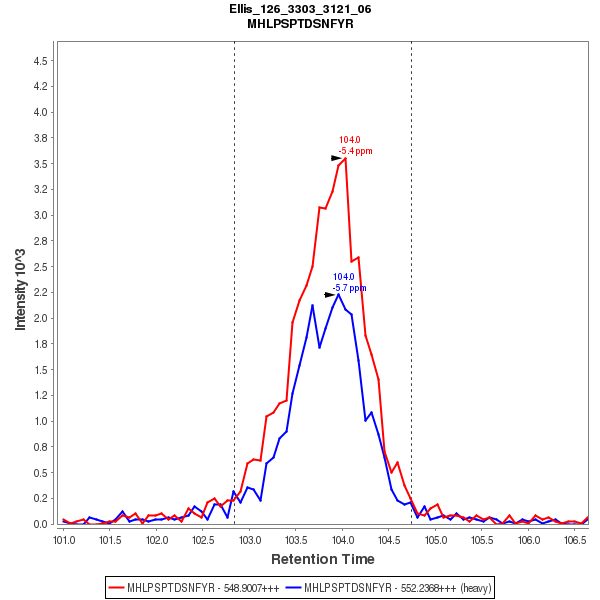 Ellis_126_3303_3121_06
MHLPSPTDSNFYR
4.5
4.2
4.0
3.8
3.5
3.2
3.0
2.8
2.5
2.2
2.0
1.8
1.5
1.2
1.0
0.8
0.5
0.2
0.0
Intensity 10^3
104.0
-5.4 ppm
104.0
-5.7 ppm
101.0 101.5 102.0 102.5 103.0 103.5 104.0 104.5 105.0 105.5 106.0 106.5
Retention Time
MHLPSPTDSNFYR - 548.9007+++ MHLPSPTDSNFYR - 552.2368+++ (heavy)